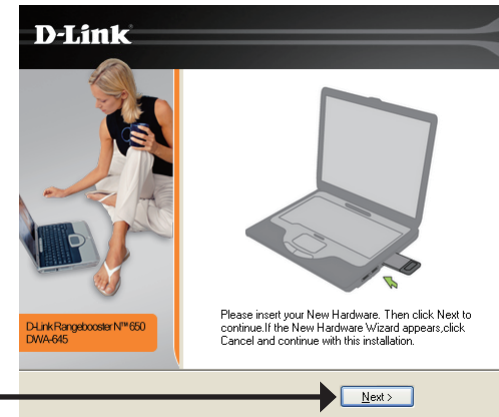 D-Link
Please insert your New Hardware. Then click Next to
continue.If the New Hardware Wizard appears,click
Cancel and continue with this installation.
D-Link Rangebooster N™ 650
DWA-645
Next >